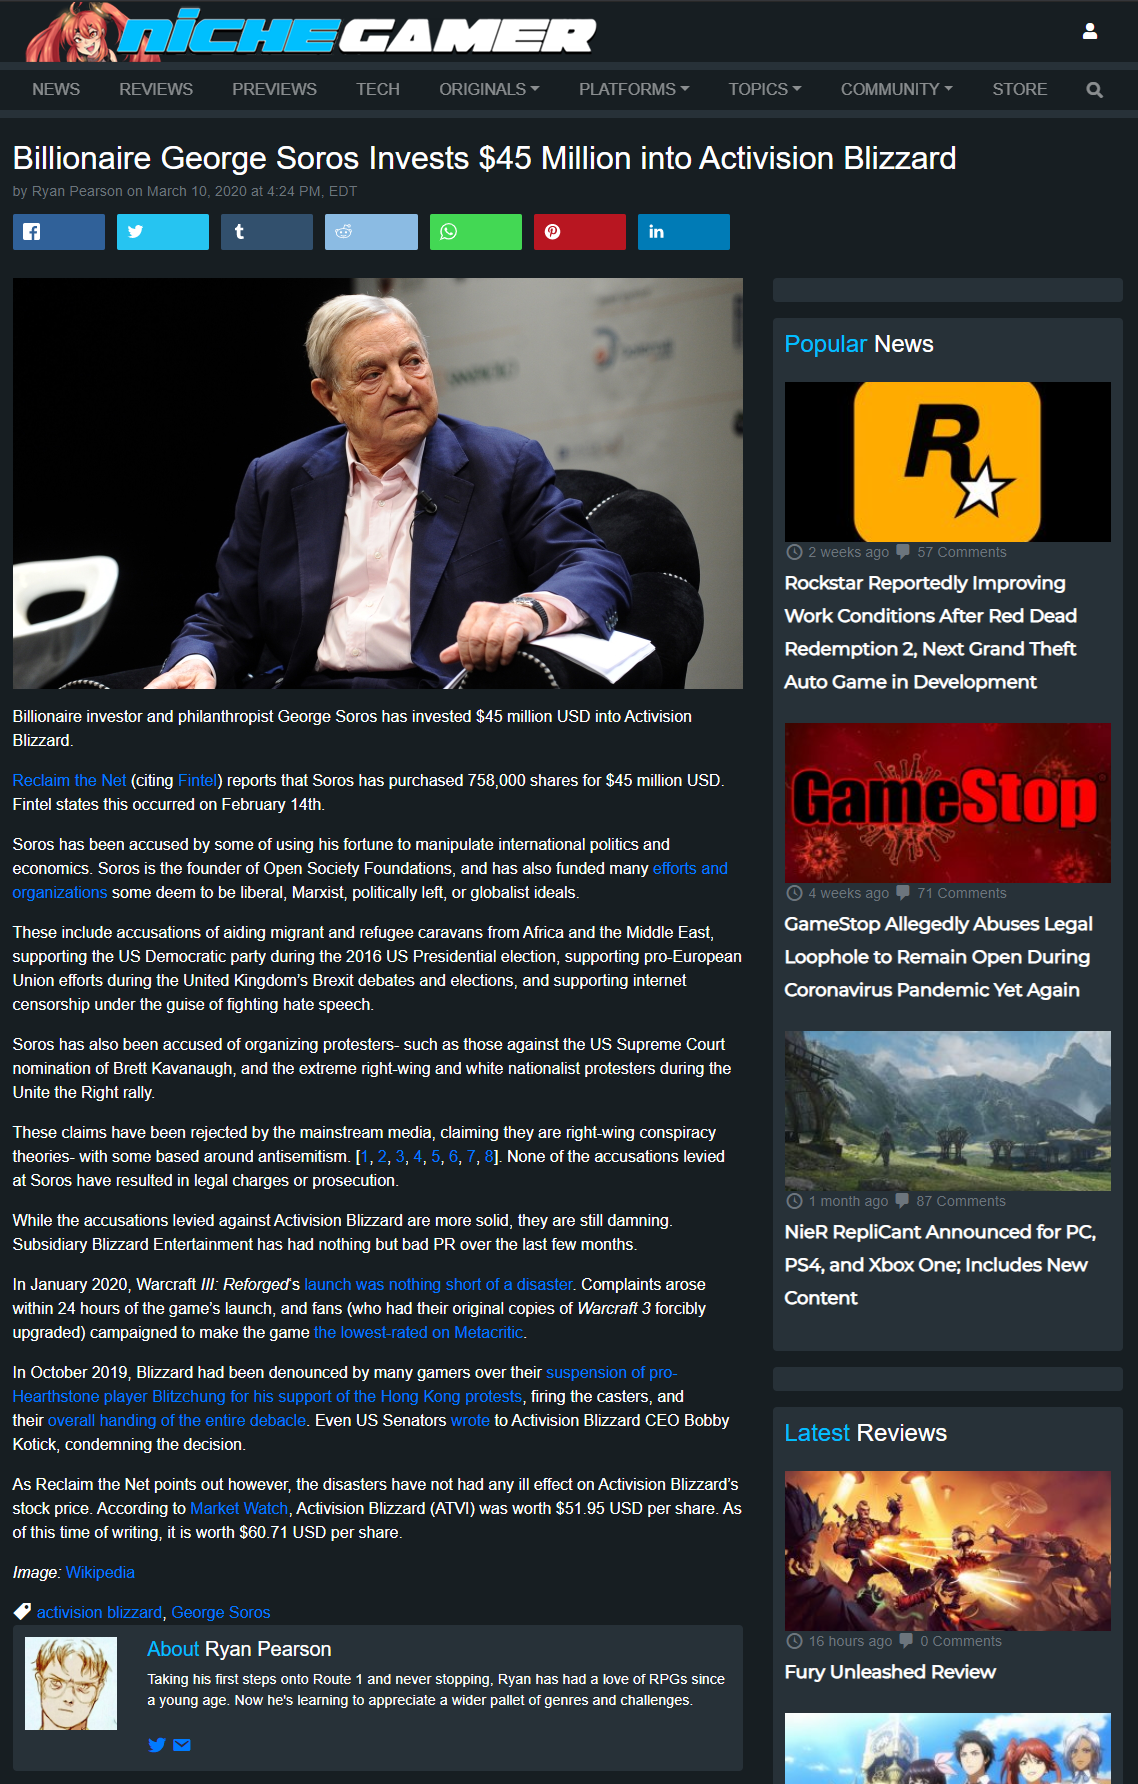 NICHEGAMER
NEWS REVIEWS PREVIEWS TECH ORIGINALS PLATFORMS TOPICS COMMUNITY STORE
Billionaire George Soros Invests $45 Million into Activision Blizzard
by Ryan Pearson on March 10, 2020 at 4:24 PM, EDT
Billionaire investor and philanthropist George Soros has invested $45 million USD into Activision
Blizzard.
Reclaim the Net (citing Fintel) reports that Soros has purchased 758,000 shares for $45 million USD.
Fintel states this occurred on February 14th.
Soros has been accused by some of using his fortune to manipulate international politics and
economics. Soros is the founder of Open Society Foundations, and has also funded many efforts and
organizations some deem to be liberal, Marxist, politically left, or globalist ideals.
These include accusations of aiding migrant and refugee caravans from Africa and the Middle East,
supporting the US Democratic party during the 2016 US Presidential election, supporting pro-European
Union efforts during the United Kingdom's Brexit debates and elections, and supporting internet
censorship under the guise of fighting hate speech.
Soros has also been accused of organizing protesters- such as those against the US Supreme Court
nomination of Brett Kavanaugh, and the extreme right-wing and white nationalist protesters during the
Unite the Right rally.
These claims have been rejected by the mainstream media, claiming they are right-wing conspiracy
theories- with some based around antisemitism. [1, 2, 3, 4, 5, 6, 7, 8]. None of the accusations levied
at Soros have resulted in legal charges or prosecution.
While the accusations levied against Activision Blizzard are more solid, they are still damning.
Subsidiary Blizzard Entertainment has had nothing but bad PR over the last few months.
In January 2020, Warcraft III: Reforged's launch was nothing short of a disaster. Complaints arose
within 24 hours of the game's launch, and fans (who had their original copies of Warcraft 3 forcibly
upgraded) campaigned to make the game the lowest-rated on Metacritic.
In October 2019, Blizzard had been denounced by many gamers over their suspension of pro-
Hearthstone player Blitzchung for his support of the Hong Kong protests, firing the casters, and
their overall handing of the entire debacle. Even US Senators wrote to Activision Blizzard CEO Bobby
Kotick, condemning the decision.
As Reclaim the Net points out however, the disasters have not had any ill effect on Activision Blizzard's
stock price. According to Market Watch, Activision Blizzard (ATVI) was worth $51.95 USD per share. As
of this time of writing, it is worth $60.71 USD per share.
Image: Wikipedia
activision blizzard, George Soros
About Ryan Pearson
Taking his first steps onto Route 1 and never stopping, Ryan has had a love of RPGs since
a young age. Now he's learning to appreciate a wider pallet of genres and challenges.
Popular News
R
2 weeks ago 57 Comments
Rockstar Reportedly Improving
Work Conditions After Red Dead
Redemption 2, Next Grand Theft
Auto Game in Development
GameStop
4 weeks ago 71 Comments
GameStop Allegedly Abuses Legal
Loophole to Remain Open During
Coronavirus Pandemic Yet Again
1 month ago 87 Comments
NieR RepliCant Announced for PC,
PS4, and Xbox One; Includes New
Content
Latest Reviews
16 hours ago 0 Comments
Fury Unleashed Review